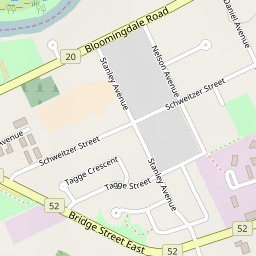 Bloomingdale Road
Daniel Avenue
20
Stanley Avenue
Nelson Avenue
Schweitzer Street
Avenue
Schweitzer Street
Tagge Crescent
Stanley Avenue
Tagge Street
52
52
52
52
Bridge Street East